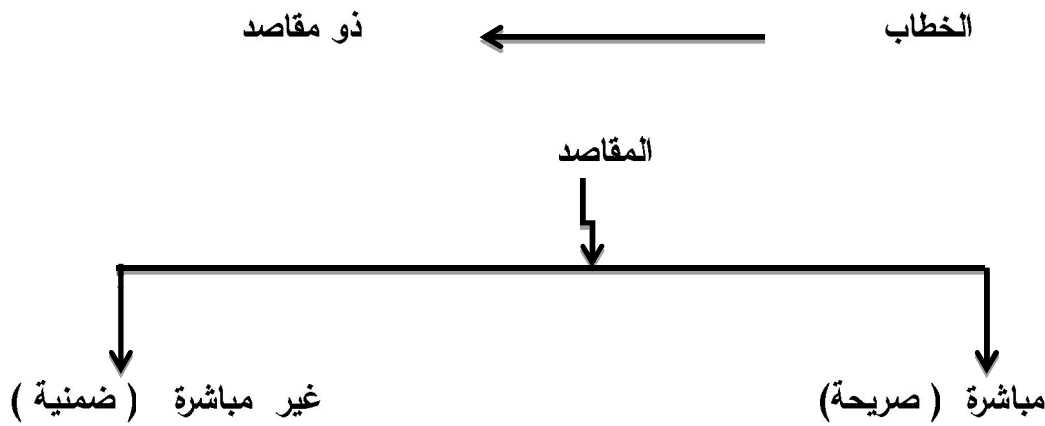 الخطاب ذو مقاصد
المقاصد
مباشرة ( صريحة) غير مباشرة ( ضمنية )